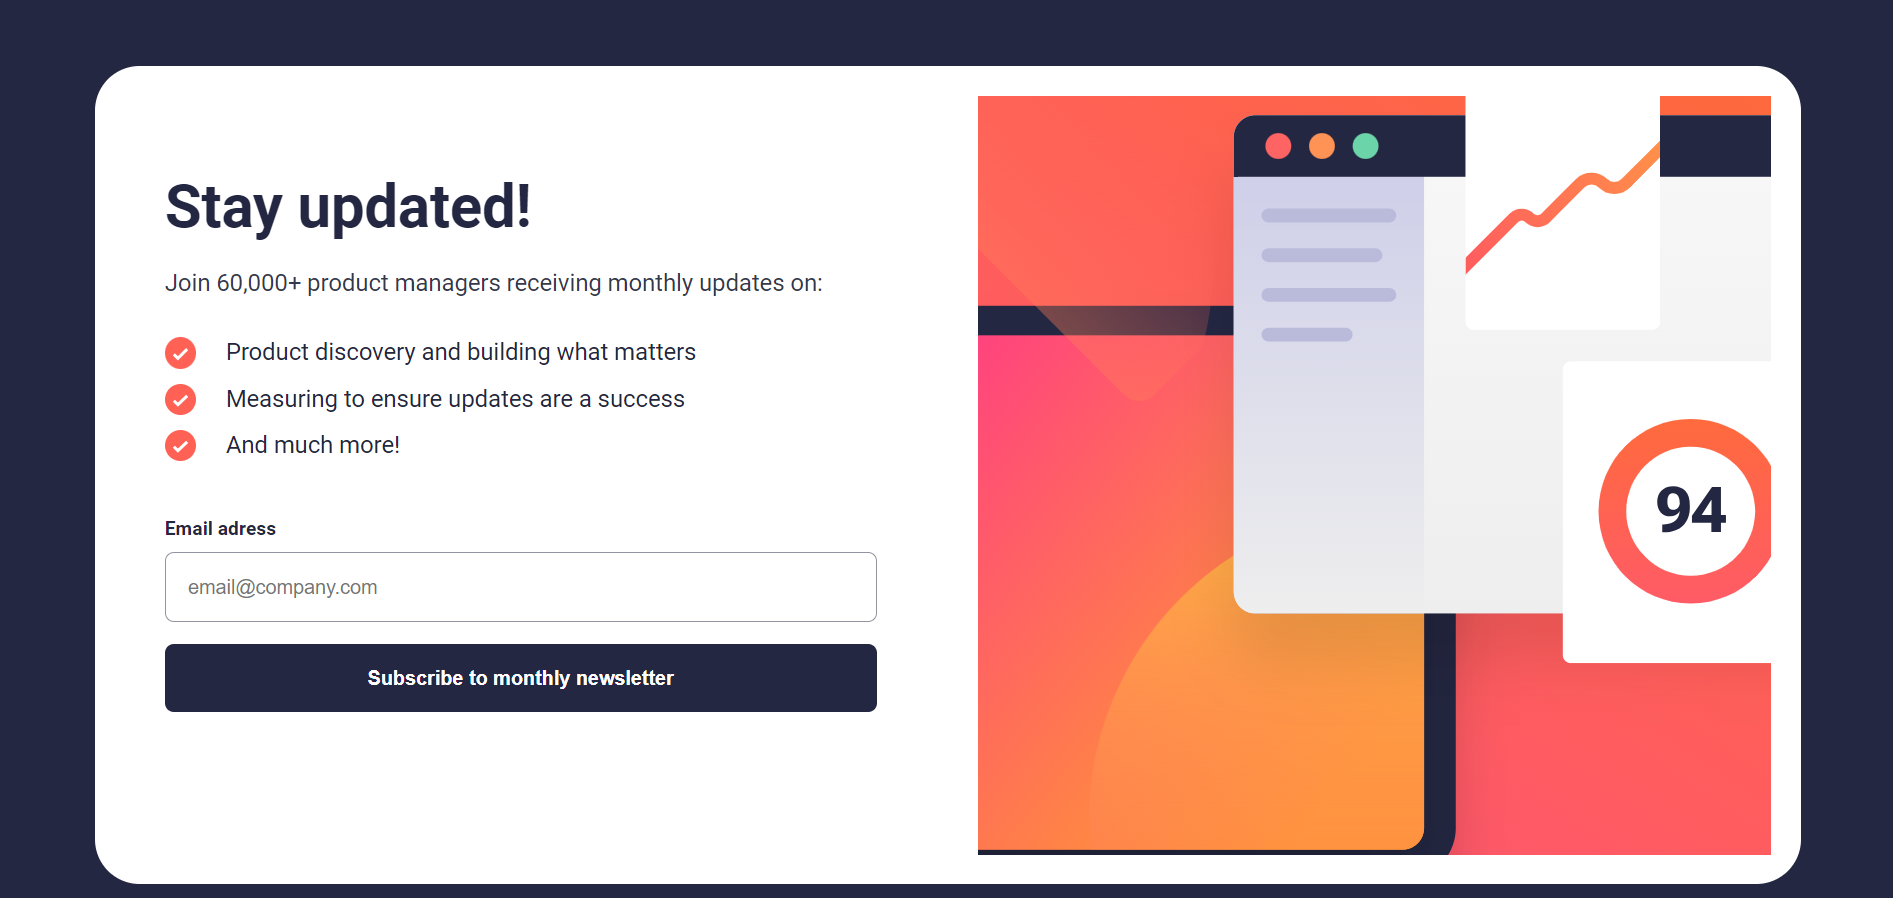 Stay updated!
Join 60,000+ product managers receiving monthly updates on:
Product discovery and building what matters
Measuring to ensure updates are a success
And much more!
Email adress
email@company.com
Subscribe to monthly newsletter
94